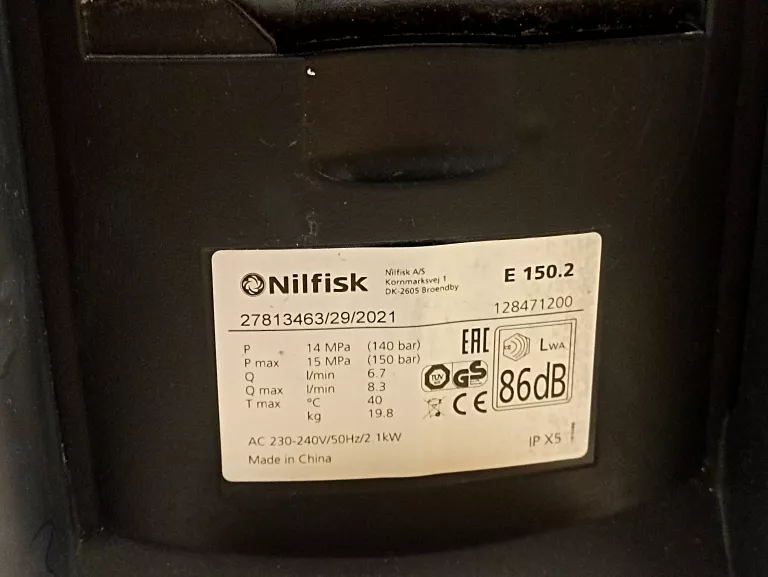 Nilfisk
Nilfisk A/S
Kornmarksvej 1
DK-2605 Broendby
E 150.2
27813463/29/2021
128471200
P 14 MPa (140 bar)
P max 15 MPa (150 bar)
Q l/min 6.7
Q max l/min 8.3
T max °C 40
kg 19.8
EAC
TÜV
GS
CE
LWA
86dB
AC 230-240V/50Hz/2.1kW
IP X5
Made in China